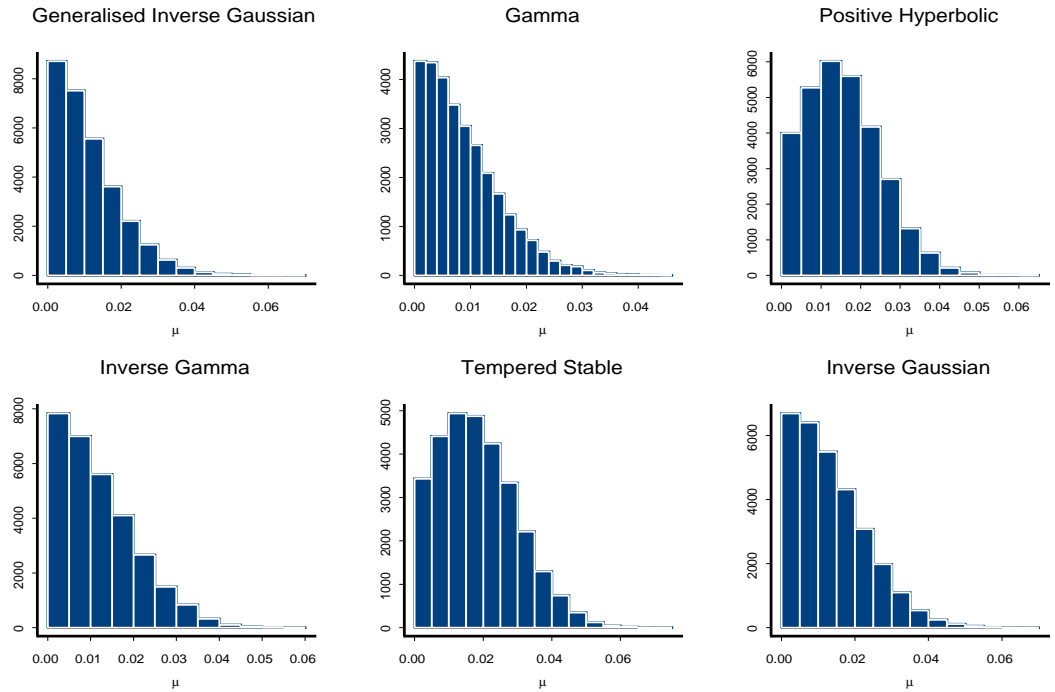 Generalised Inverse Gaussian
Gamma
Positive Hyperbolic
0 2000 4000 6000 8000
0.00 0.02 0.04 0.06
μ
0 1000 2000 3000 4000
0.00 0.01 0.02 0.03 0.04
μ
0 1000 2000 3000 4000 5000 6000
0.00 0.01 0.02 0.03 0.04 0.05 0.06
μ
Inverse Gamma
Tempered Stable
Inverse Gaussian
0 2000 4000 6000 8000
0.00 0.01 0.02 0.03 0.04 0.05 0.06
μ
0 1000 2000 3000 4000 5000
0.00 0.02 0.04 0.06
μ
0 2000 4000 6000
0.00 0.02 0.04 0.06
μ